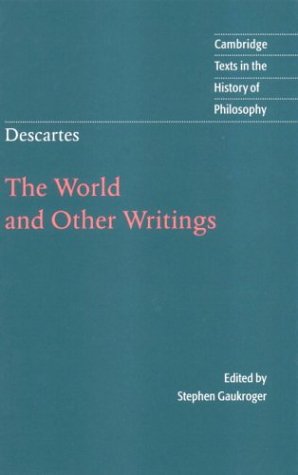 Cambridge
Texts in the
History of
Philosophy
Descartes
The World
and Other Writings
Edited by
Stephen Gaukroger